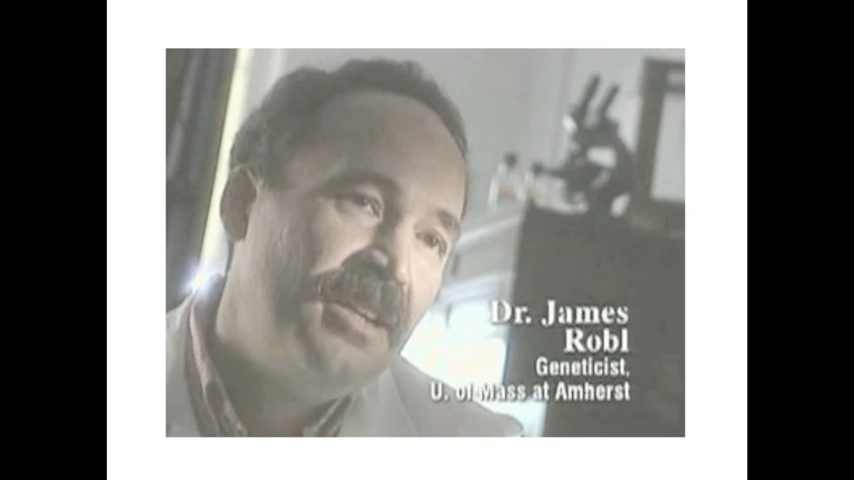 Dr. James
Robl
Geneticist,
U. of Mass at Amherst